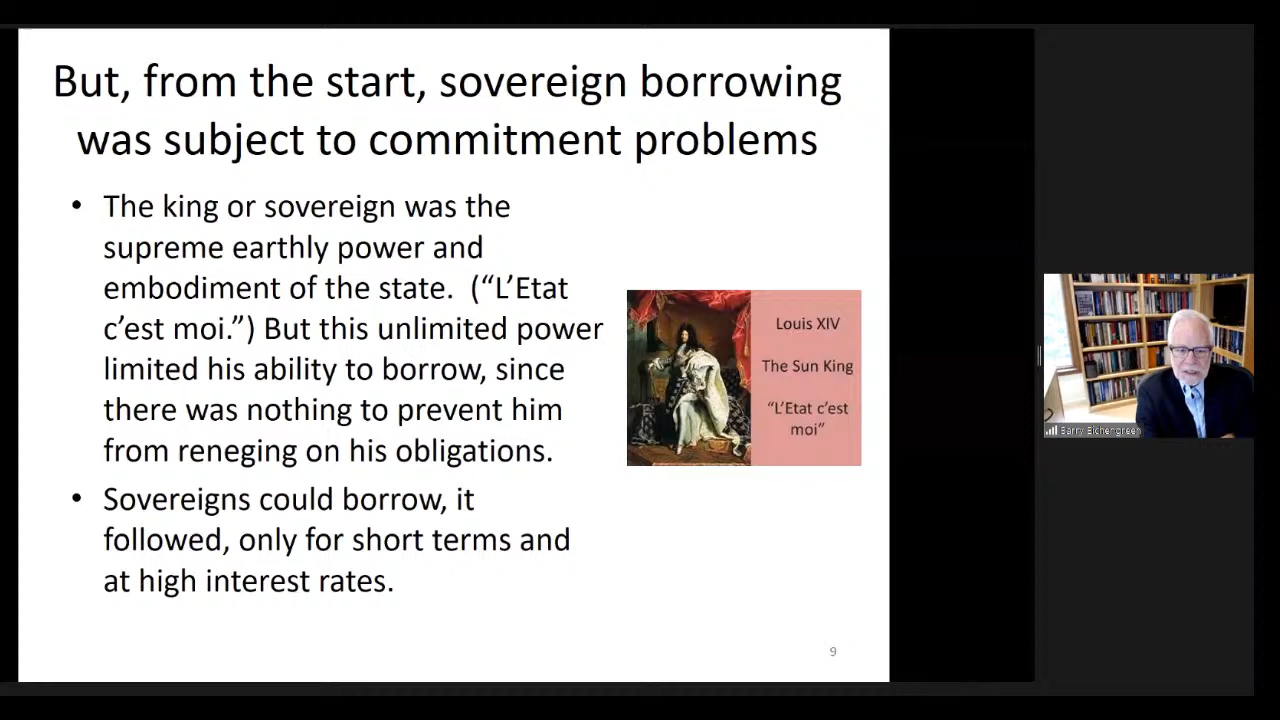 But, from the start, sovereign borrowing
was subject to commitment problems
• The king or sovereign was the
supreme earthly power and
embodiment of the state.  (“L’Etat
c’est moi.”) But this unlimited power
limited his ability to borrow, since
there was nothing to prevent him
from reneging on his obligations.
• Sovereigns could borrow, it
followed, only for short terms and
at high interest rates.
Louis XIV
The Sun King
“L’Etat c’est
moi”
Barry Eichengreen
9